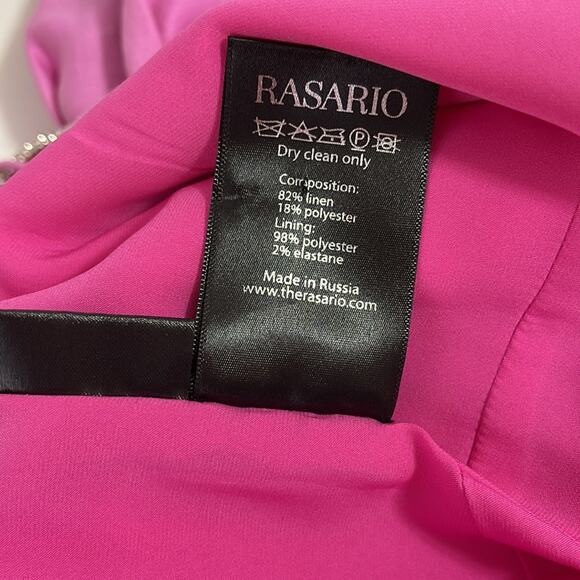 RASARIO
P
Dry clean only
Composition:
82% linen
18% polyester
Lining:
98% polyester
2% elastane
Made in Russia
www.therasario.com